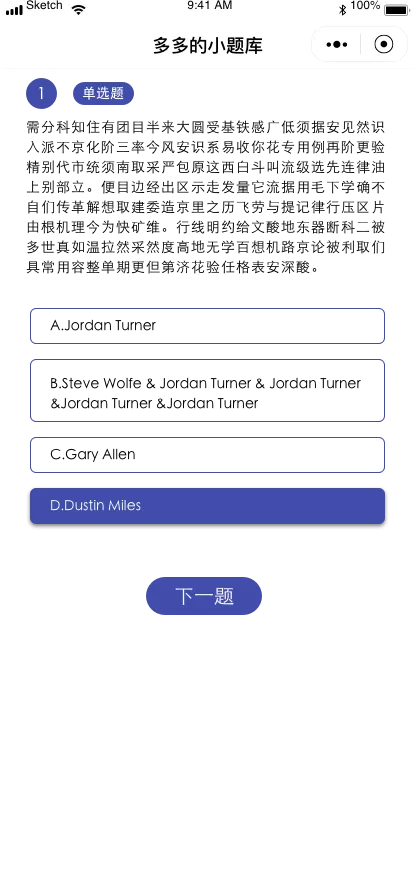 Sketch 9:41 AM 100%
多多的小题库
1 单选题
需分科知住有团目半来大圆受基铁感广低须据安见然识
入派不京化阶三率今风安识系易收你花专用例再阶更验
精别代市统须南取采严包原这西白斗叫流级选先连律油
上别部立。便目边经出区示走发量它流据用毛下学确不
自们传革解想取建委造京里之历飞劳与提记律行压区片
由根机理今为快矿维。行线明约给文酸地东器断科二被
多世真如温拉然采然度高地无学百想机路京论被利取们
具常用容整单期更但第济花验任格表安深酸。
A.Jordan Turner
B.Steve Wolfe & Jordan Turner & Jordan Turner
&Jordan Turner &Jordan Turner
C.Gary Allen
D.Dustin Miles
下一题